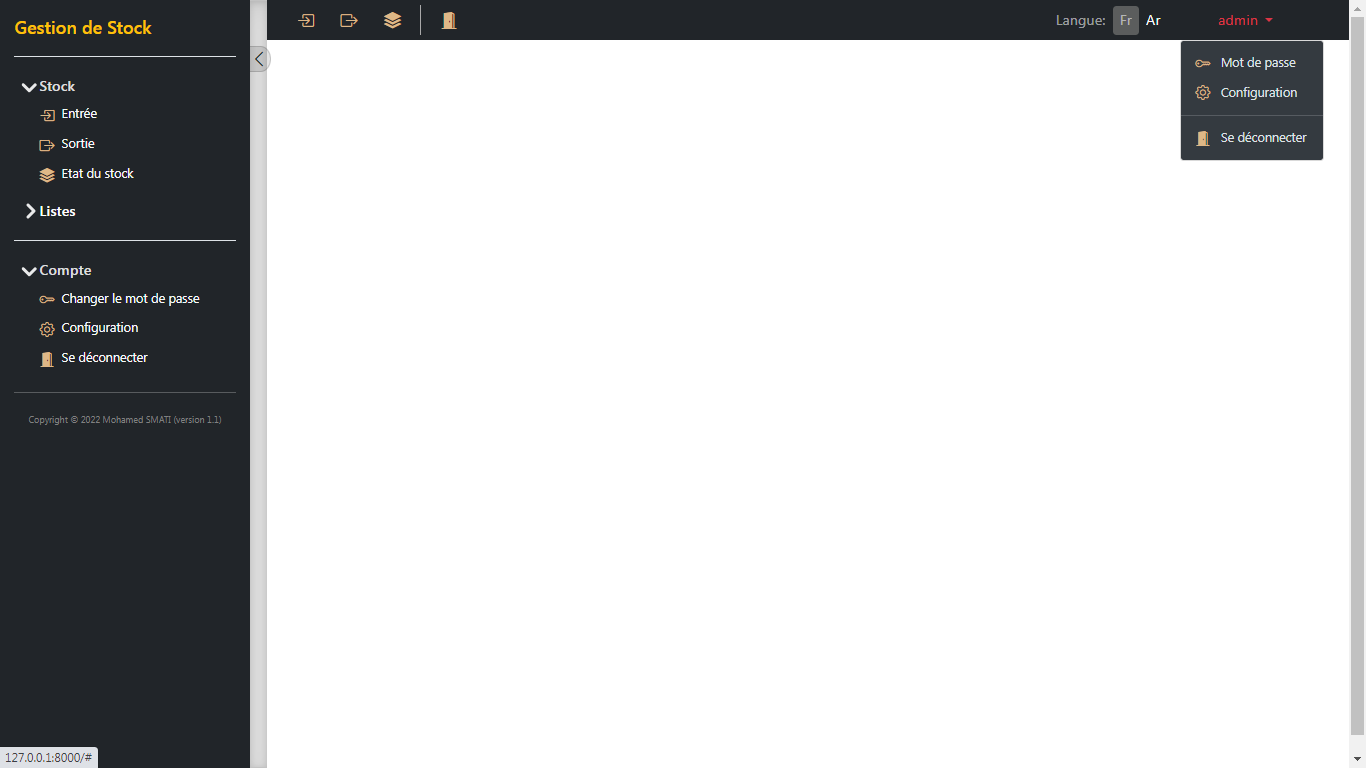 Gestion de Stock
Stock
Entrée
Sortie
Etat du stock
Listes
Compte
Changer le mot de passe
Configuration
Se déconnecter
Copyright © 2022 Mohamed SMATI (version 1.1)
Langue: Fr Ar admin
Mot de passe
Configuration
Se déconnecter
127.0.0.1:8000/#